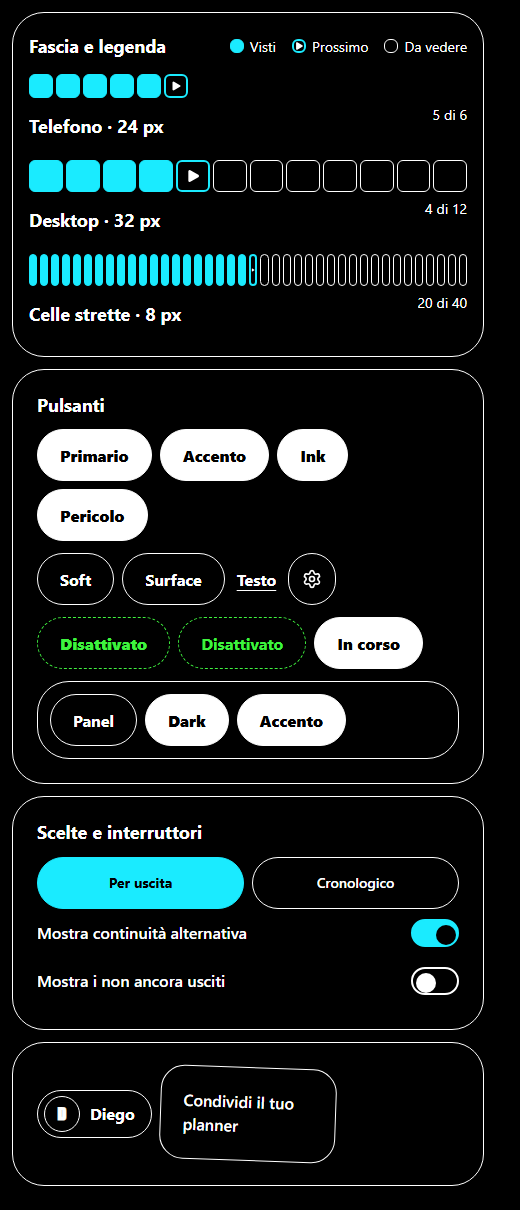 Fascia e legenda
Visti
Prossimo
Da vedere
5 di 6
Telefono · 24 px
4 di 12
Desktop · 32 px
20 di 40
Celle strette · 8 px
Pulsanti
Primario
Accento
Ink
Pericolo
Soft
Surface
Testo
Disattivato
Disattivato
In corso
Panel
Dark
Accento
Scelte e interruttori
Per uscita
Cronologico
Mostra continuità alternativa
Mostra i non ancora usciti
Diego
Condividi il tuo
planner